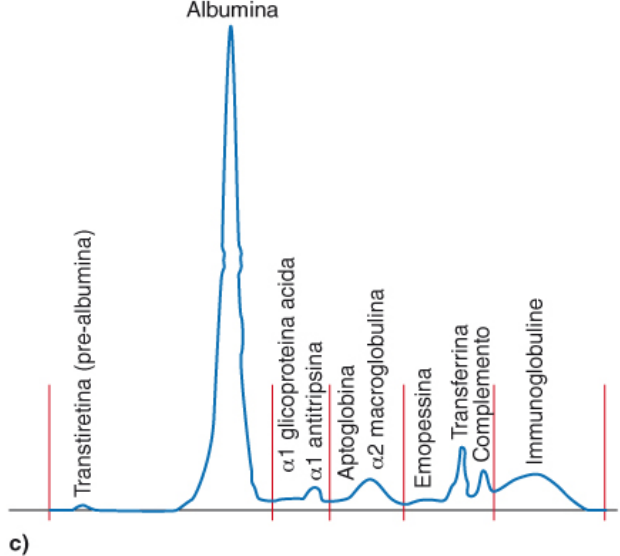 Albumina
Transtiretina (pre-albumina)
α1 glicoproteina acida
α1 antitripsina
Aptoglobina
α2 macroglobulina
Emopessina
Transferrina
Complemento
Immunoglobuline
c)